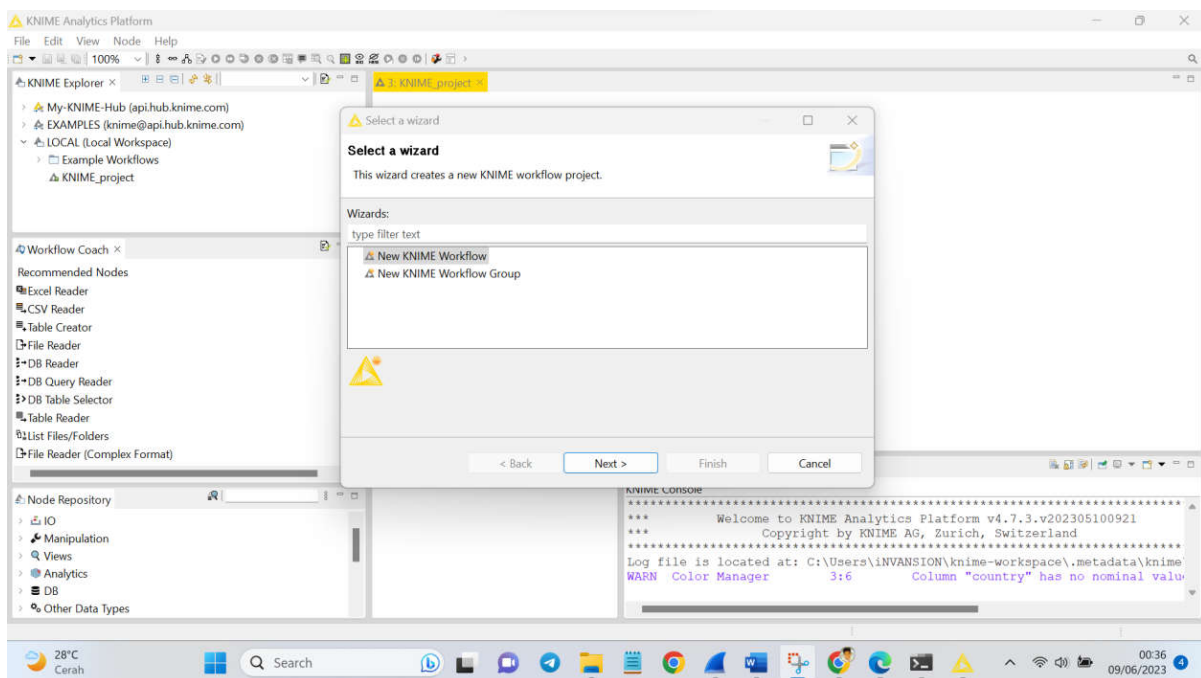 KNIME Analytics Platform
File Edit View Node Help
100%
KNIME Explorer
3: KNIME_project
My-KNIME-Hub (api.hub.knime.com)
EXAMPLES (knime@api.hub.knime.com)
LOCAL (Local Workspace)
Example Workflows
KNIME_project
Select a wizard
Select a wizard
This wizard creates a new KNIME workflow project.
Wizards:
type filter text
New KNIME Workflow
New KNIME Workflow Group
< Back Next > Finish Cancel
Workflow Coach
Recommended Nodes
Excel Reader
CSV Reader
Table Creator
File Reader
DB Reader
DB Query Reader
DB Table Selector
Table Reader
List Files/Folders
File Reader (Complex Format)
Node Repository
IO
Manipulation
Views
Analytics
DB
Other Data Types
KNIME Console
***********************************************************************
*** Welcome to KNIME Analytics Platform v4.7.3.v202305100921
*** Copyright by KNIME AG, Zurich, Switzerland
***********************************************************************
Log file is located at: C:\Users\iNVANSION\knime-workspace\.metadata\knime
WARN Color Manager 3:6 Column "country" has no nominal
28°C
Cerah
Search
00:36
09/06/2023
4